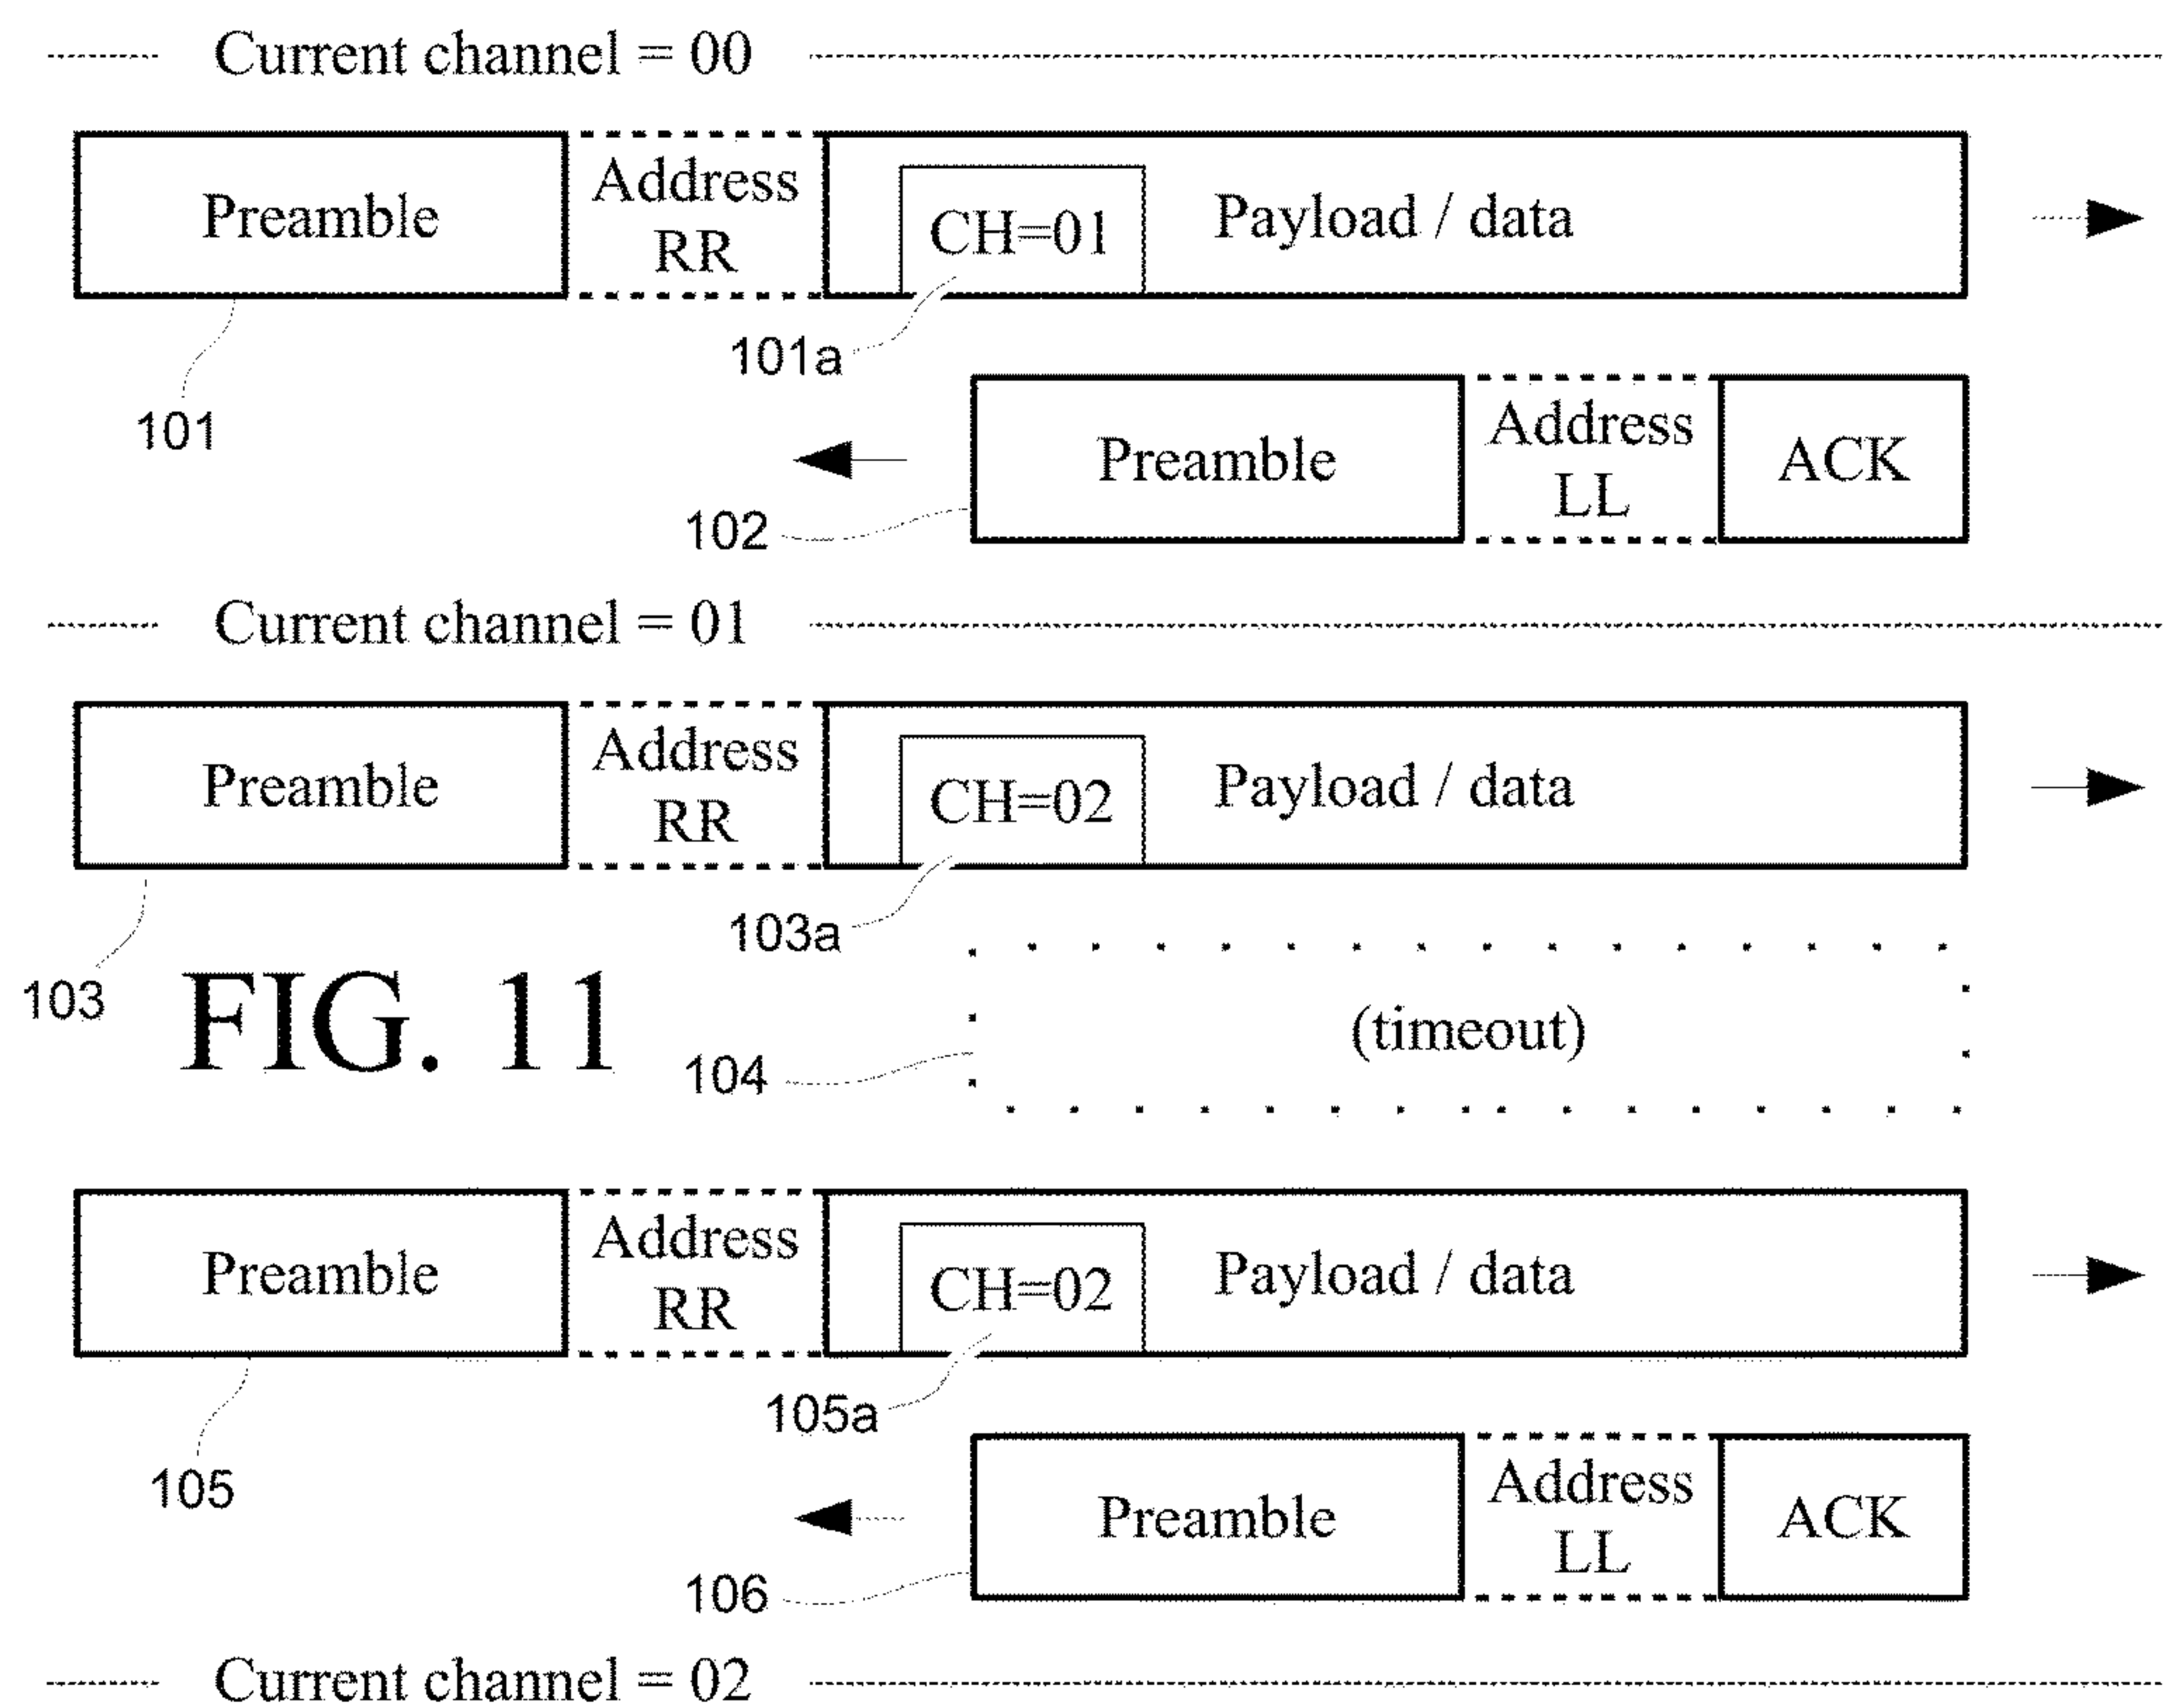 Current channel = 00
Preamble
Address
RR
CH=01
Payload / data
101a
101
Preamble
Address
LL
ACK
102
Current channel = 01
Preamble
Address
RR
CH=02
Payload / data
103a
103
FIG. 11
(timeout)
104
Preamble
Address
RR
CH=02
Payload / data
105a
105
Preamble
Address
LL
ACK
106
Current channel = 02